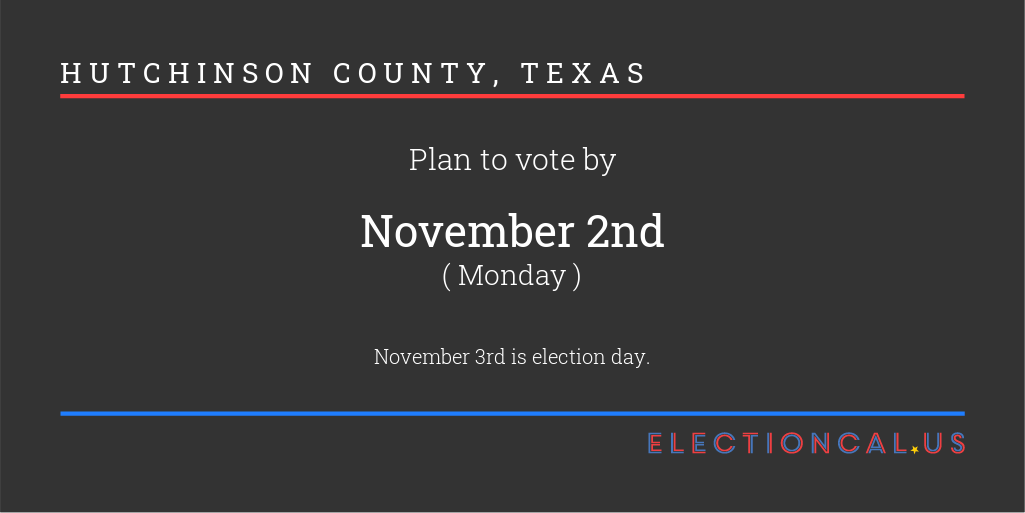 HUTCHINSON COUNTY, TEXAS
Plan to vote by
November 2nd
( Monday )
November 3rd is election day.
ELECTIONCAL.US